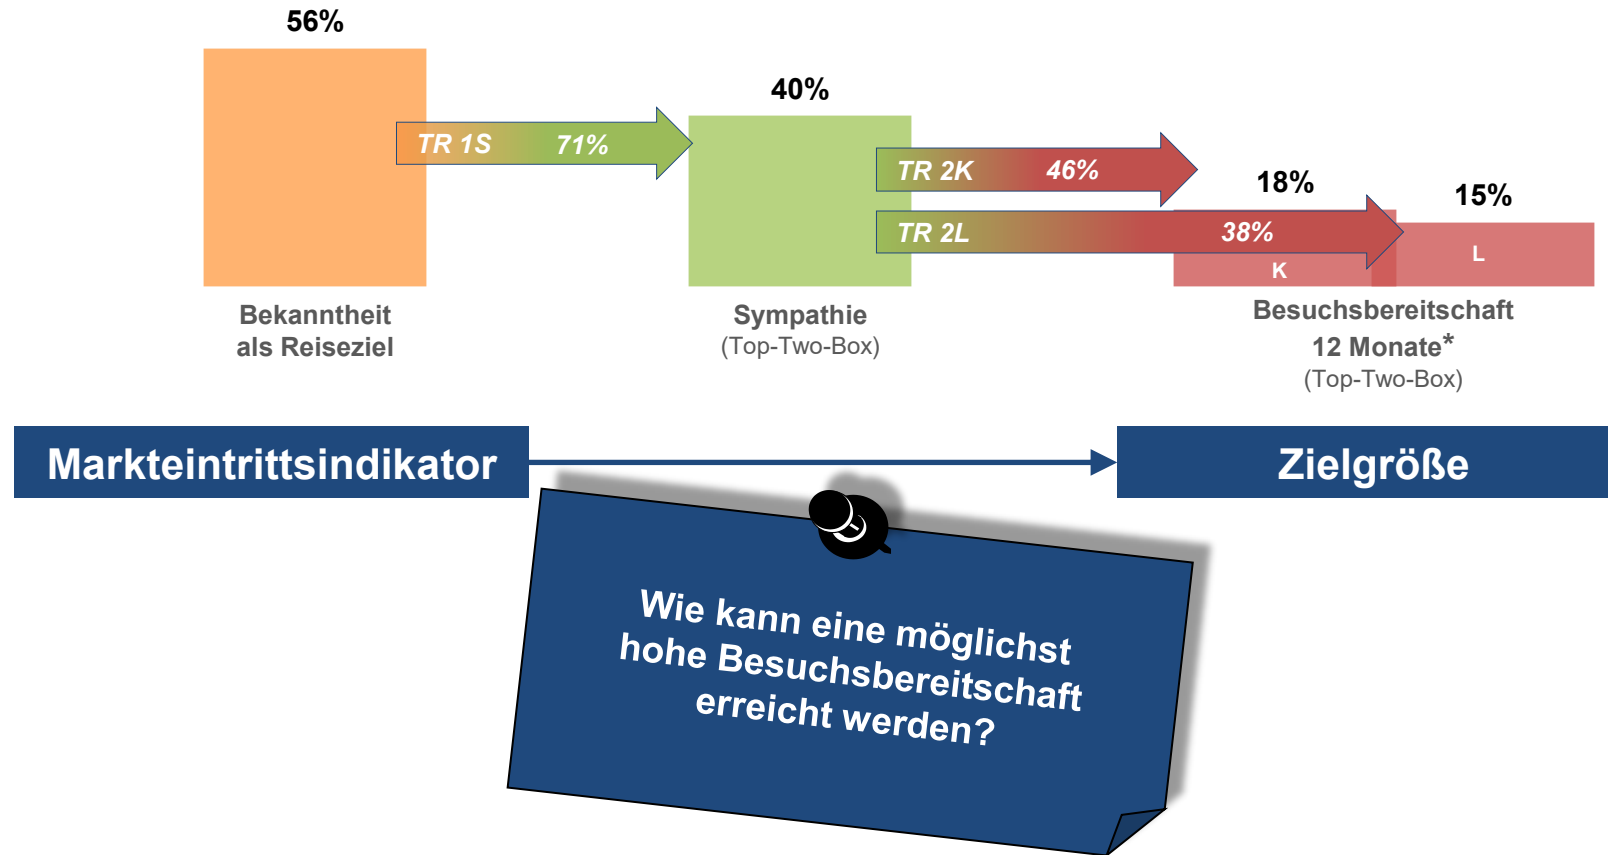 56%
40%
TR 1S 71%
TR 2K 46%
18%
15%
TR 2L 38%
K
L
Bekanntheit
als Reiseziel
Sympathie
(Top-Two-Box)
Besuchsbereitschaft
12 Monate*
(Top-Two-Box)
Markteintrittsindikator
Zielgröße
Wie kann eine möglichst
hohe Besuchsbereitschaft
erreicht werden?